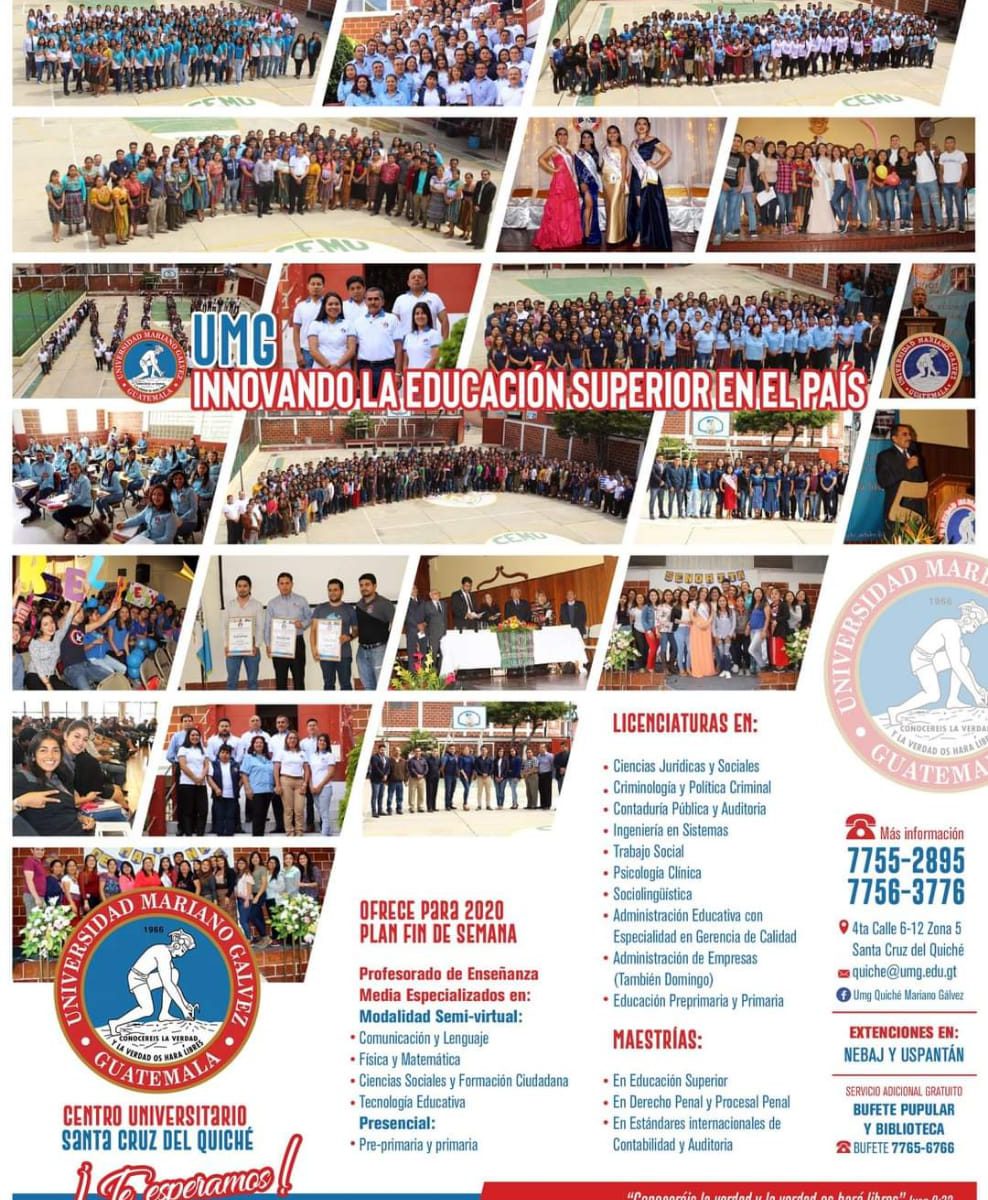 CEMU
CEMU
CEMU
UMG
INNOVANDO LA EDUCACIÓN SUPERIOR EN EL PAÍS
UNIVERSIDAD MARIANO GÁLVEZ
GUATEMALA
UNIVERSIDAD MARIANO GALVEZ
CEMU
REL
SEÑORITA
UNIVERSIDAD MARI
1966
CONOCEREIS LA VERDAD
Y LA VERDAD OS HARA LIBRES
GUATEMA
LICENCIATURAS EN:
• Ciencias Jurídicas y Sociales
• Criminología y Política Criminal
• Contaduría Pública y Auditoria
• Ingeniería en Sistemas
• Trabajo Social
• Psicología Clínica
• Sociolingüística
• Administración Educativa con
Especialidad en Gerencia de Calidad
• Administración de Empresas
(También Domingo)
• Educación Preprimaria y Primaria
MAESTRÍAS:
• En Educación Superior
• En Derecho Penal y Procesal Penal
• En Estándares internacionales de
Contabilidad y Auditoria
Más información
7755-2895
7756-3776
4ta Calle 6-12 Zona 5
Santa Cruz del Quiché
quiche@umg.edu.gt
Umg Quiché Mariano Gálvez
EXTENCIONES EN:
NEBAJ Y USPANTÁN
SERVICIO ADICIONAL GRATUITO
BUFETE PUPULAR
Y BIBLIOTECA
BUFETE 7765-6766
OFRECE PARA 2020
PLAN FIN DE SEMANA
Profesorado de Enseñanza
Media Especializados en:
Modalidad Semi-virtual:
• Comunicación y Lenguaje
• Física y Matemática
• Ciencias Sociales y Formación Ciudadana
• Tecnología Educativa
Presencial:
• Pre-primaria y primaria
UNIVERSIDAD MARIANO GALVEZ
1966
CONOCEREIS LA VERDAD
Y LA VERDAD OS HARA LIBRES
GUATEMALA
CENTRO UNIVERSITARIO
SANTA CRUZ DEL QUICHÉ
¡Te esperamos!
"Conoceréis la verdad y la verdad os hará libres"